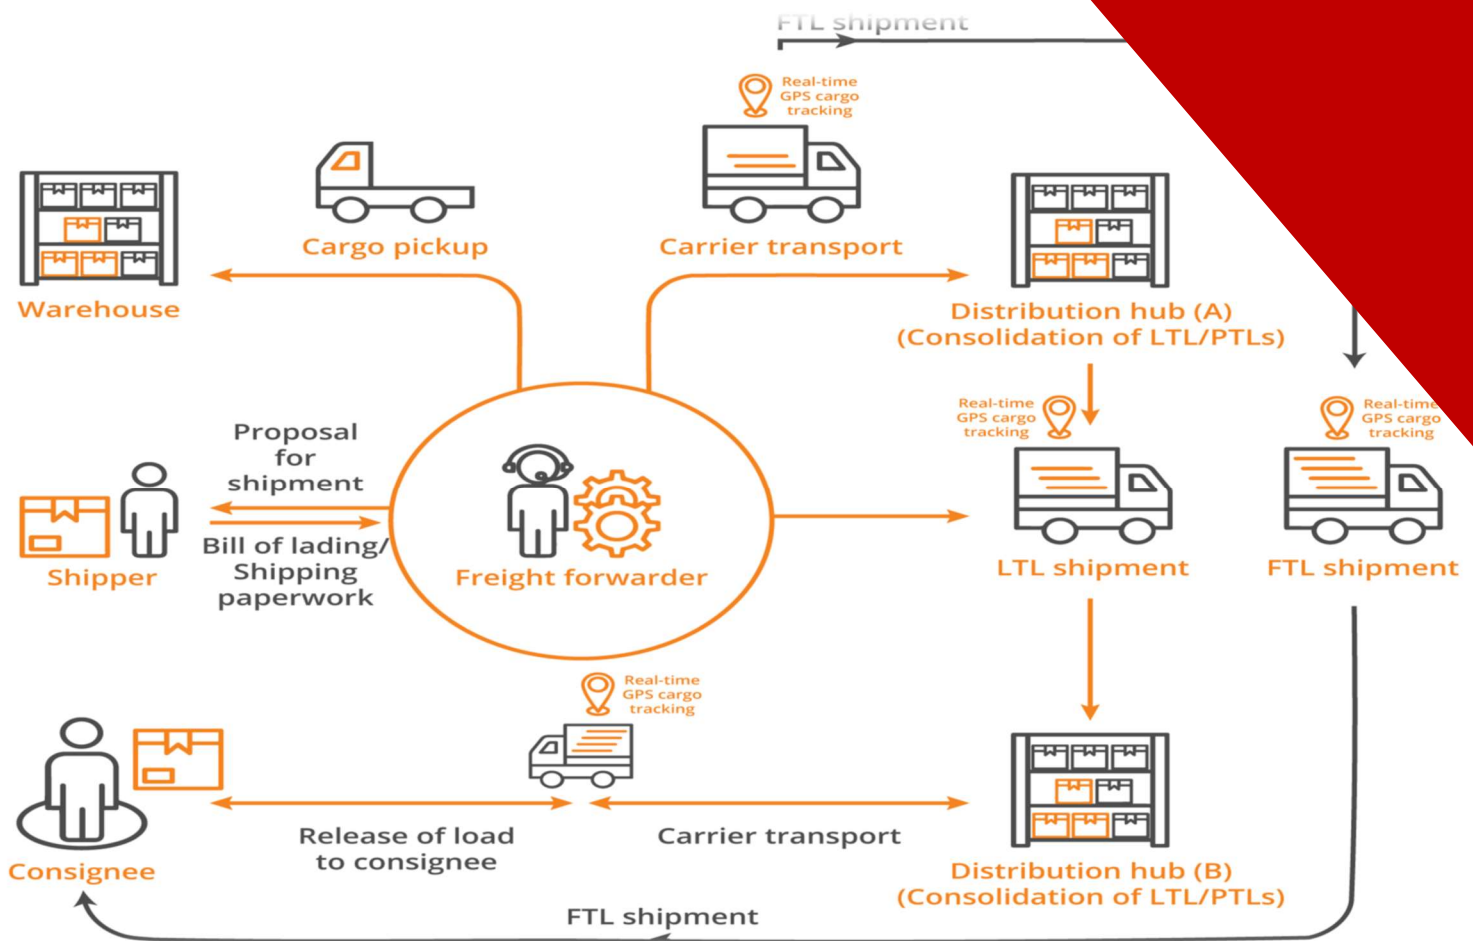 FTL shipment
Real-time
GPS cargo
tracking
Cargo pickup
Carrier transport
Warehouse
Distribution hub (A)
(Consolidation of LTL/PTLs)
Real-time
GPS cargo
tracking
Real-time
GPS cargo
tracking
Proposal
for
shipment
Bill of lading/
Shipping
paperwork
Shipper
Freight forwarder
LTL shipment
FTL shipment
Real-time
GPS cargo
tracking
Release of load
to consignee
Carrier transport
Consignee
Distribution hub (B)
(Consolidation of LTL/PTLs)
FTL shipment